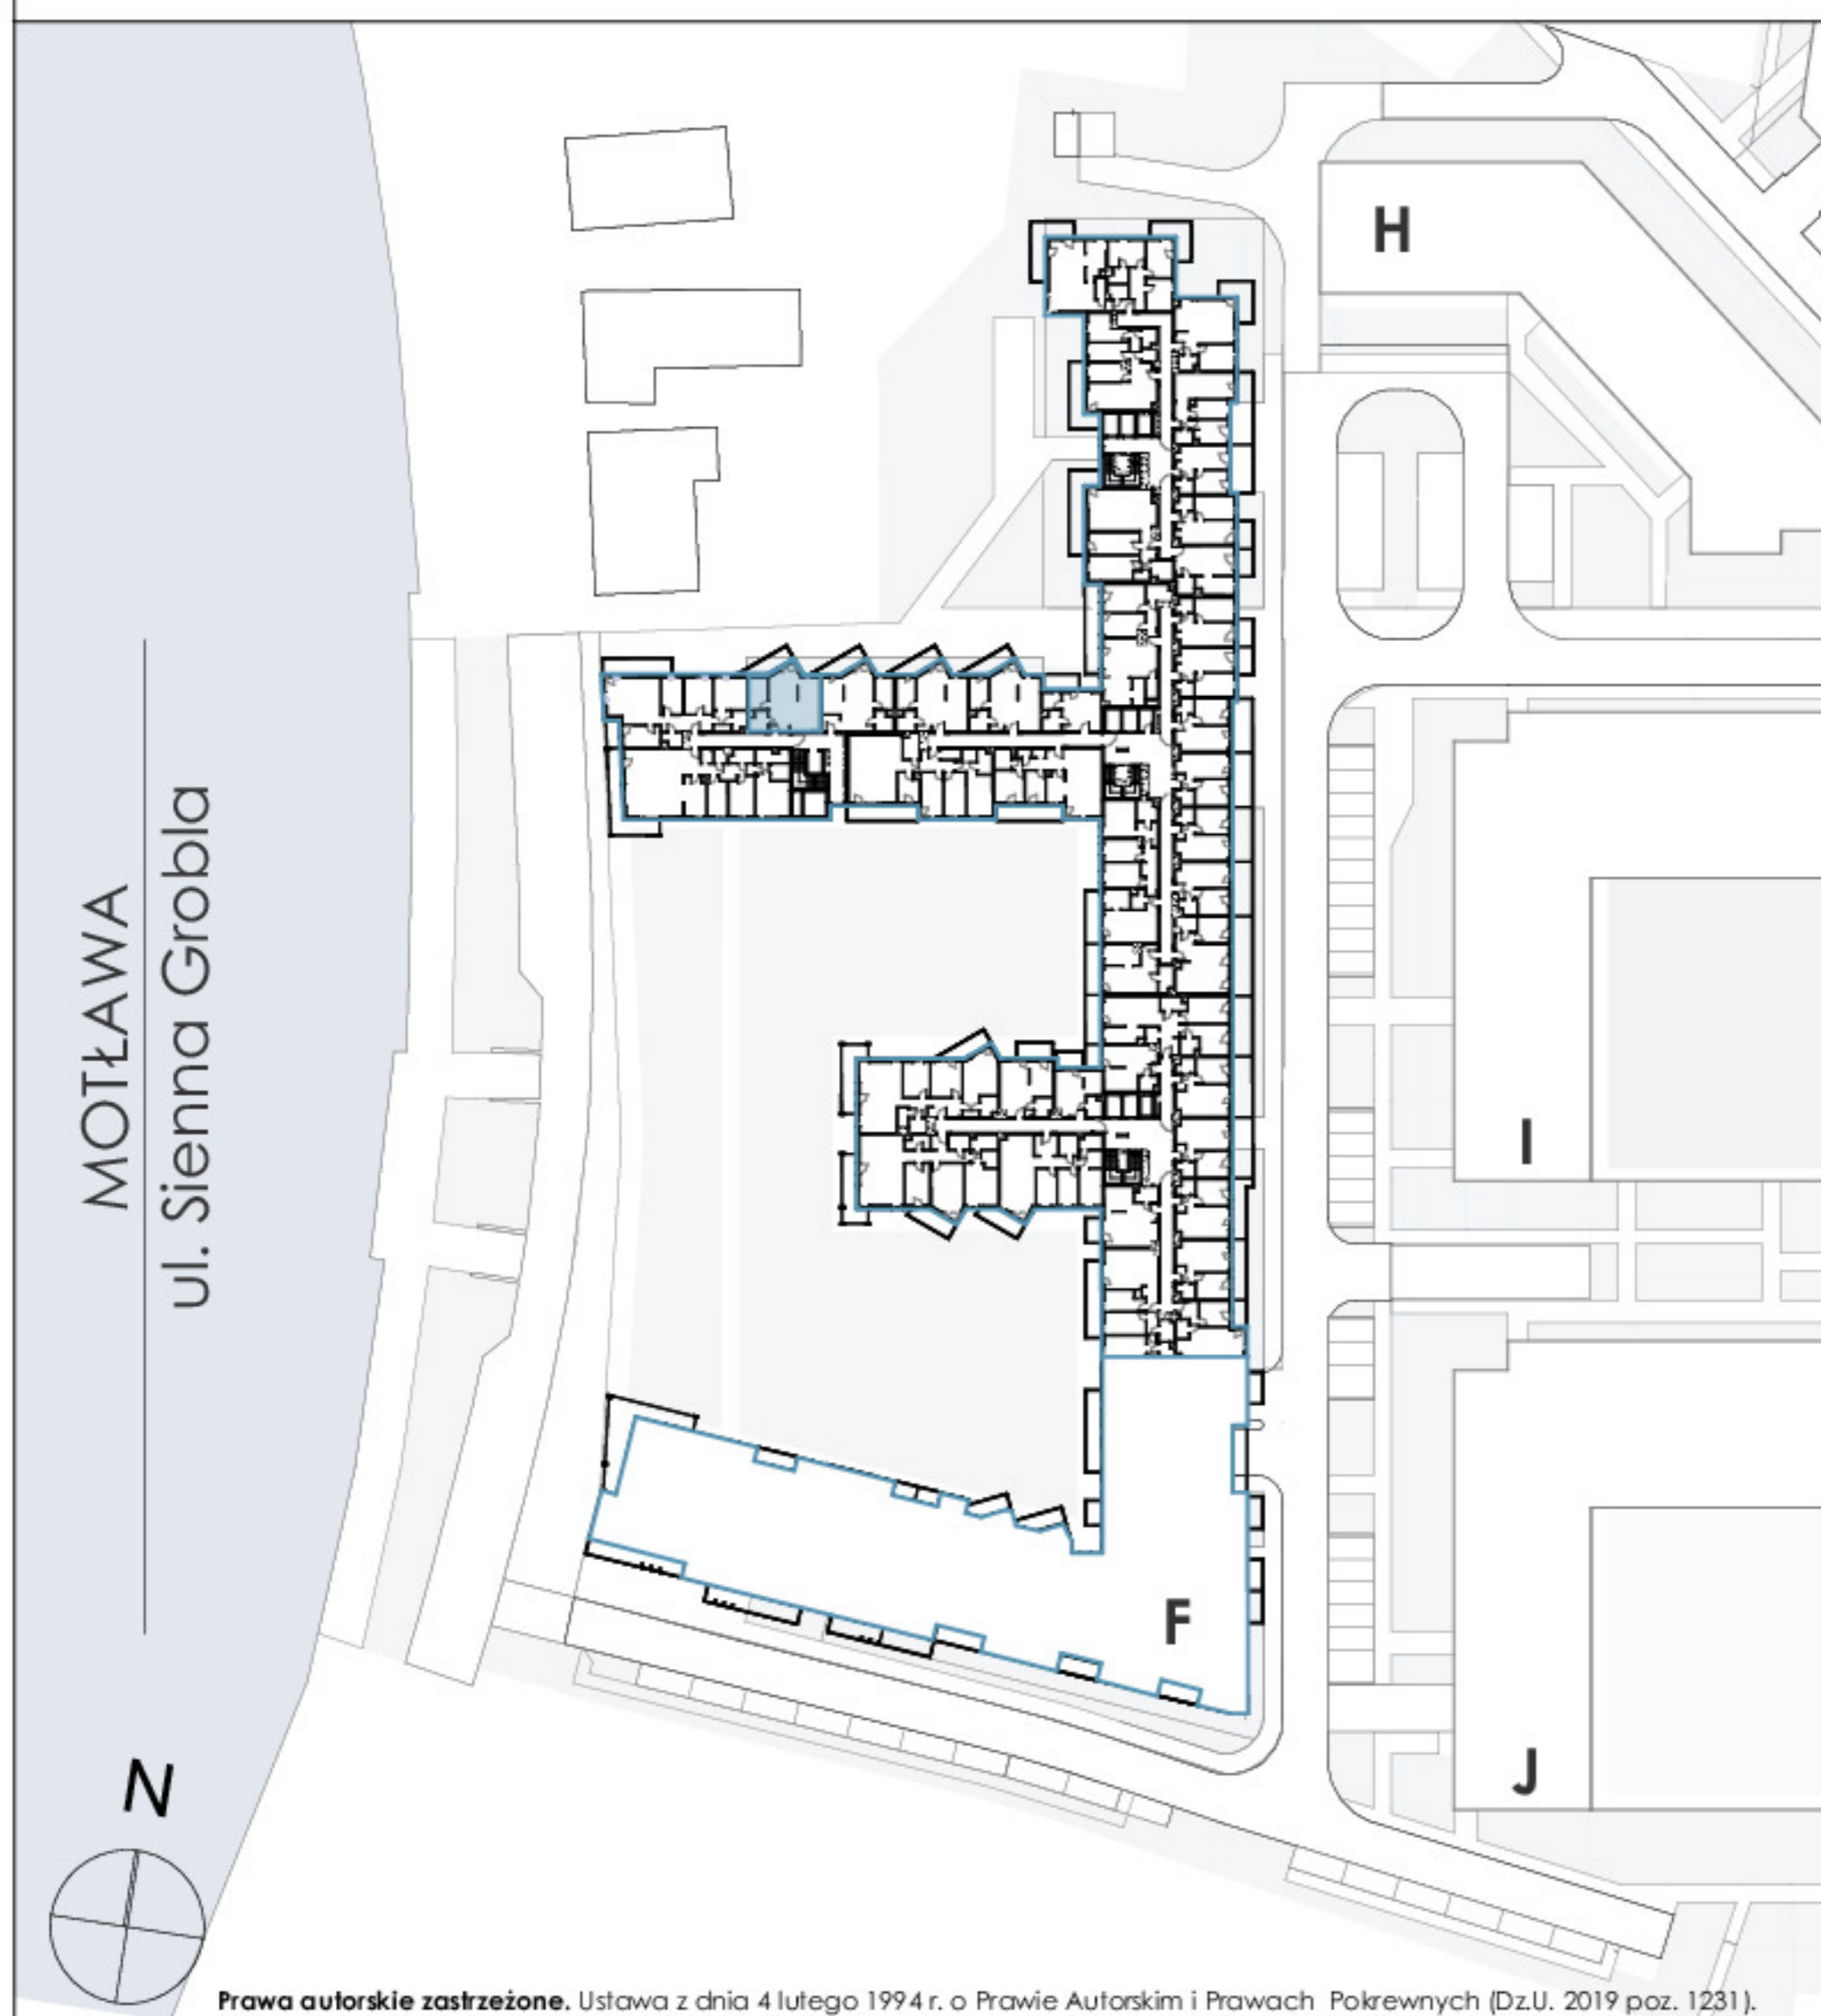 H
MOTŁAWA
ul. Sienna Grobla
I
F
J
N
Prawa autorskie zastrzeżone. Ustawa z dnia 4 lutego 1994 r. o Prawie Autorskim i Prawach Pokrewnych (Dz.U. 2019 poz. 1231).